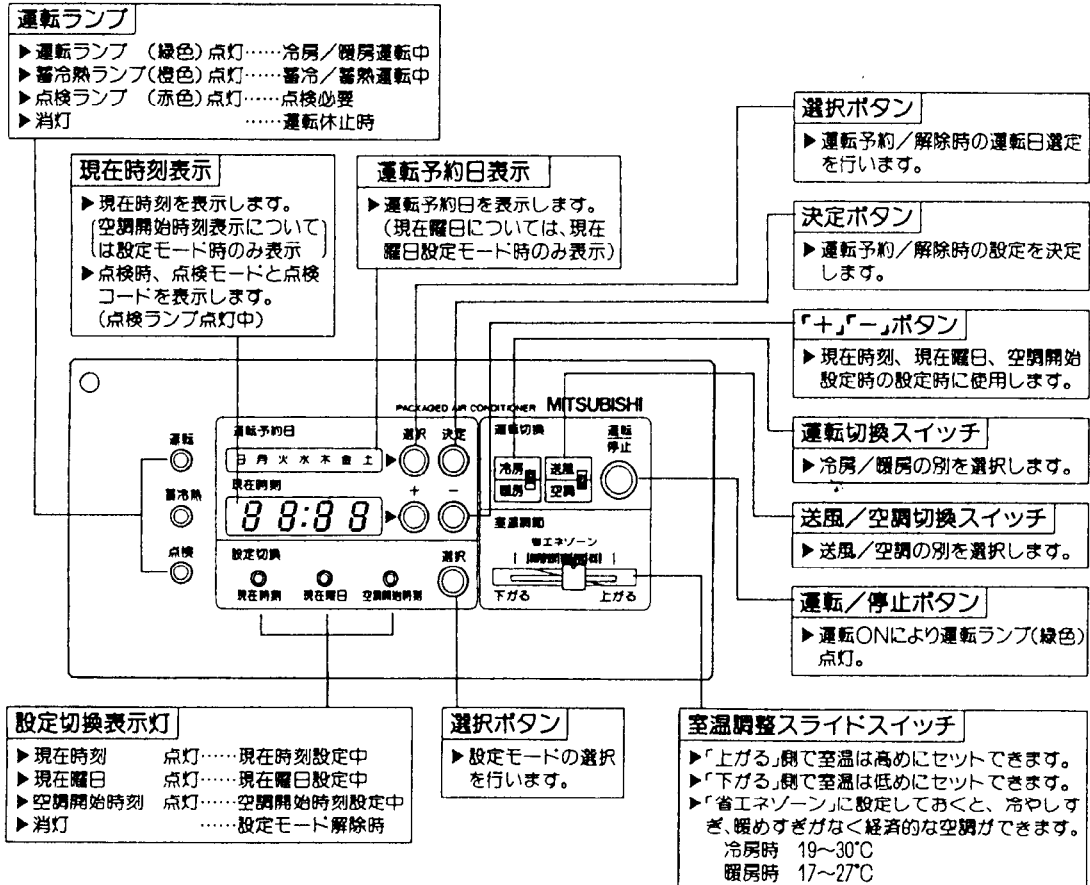 運転ランプ
▶運転ランプ (緑色)点灯……冷房/暖房運転中
▶蓄冷熱ランプ(橙色)点灯……蓄冷/蓄熱運転中
▶点検ランプ (赤色)点灯……点検必要
▶消灯 ……運転休止時
現在時刻表示
▶現在時刻を表示します。
(空調開始時刻表示について
は設定モード時のみ表示)
▶点検時、点検モードと点検
コードを表示します。
(点検ランプ点灯中)
運転予約日表示
▶運転予約日を表示します。
(現在曜日については、現在
曜日設定モード時のみ表示)
選択ボタン
▶運転予約/解除時の運転日選定
を行います。
決定ボタン
▶運転予約/解除時の設定を決定
します。
「+」「-」ボタン
▶現在時刻、現在曜日、空調開始
設定時の設定時に使用します。
運転切換スイッチ
▶冷房/暖房の別を選択します。
送風/空調切換スイッチ
▶送風/空調の別を選択します。
運転/停止ボタン
▶運転ONにより運転ランプ(緑色)
点灯。
PACKAGED AIR CONDITIONER MITSUBISHI
運転
蓄冷熱
点検
運転予約日 選択 決定
日 月 火 水 木 金 土
現在時刻 + -
88:88
設定切換 選択
現在時刻 現在曜日 空調開始時刻
運転切換 運転
停止
冷房 送風
暖房 空調
室温調節
省エネゾーン
下がる 上がる
設定切換表示灯
▶現在時刻 点灯……現在時刻設定中
▶現在曜日 点灯……現在曜日設定中
▶空調開始時刻 点灯……空調開始時刻設定中
▶消灯 ……設定モード解除時
選択ボタン
▶設定モードの選択
を行います。
室温調整スライドスイッチ
▶「上がる」側で室温は高めにセットできます。
▶「下がる」側で室温は低めにセットできます。
▶「省エネゾーン」に設定しておくと、冷やしす
ぎ、暖めすぎがなく経済的な空調ができます。
冷房時 19~30℃
暖房時 17~27℃